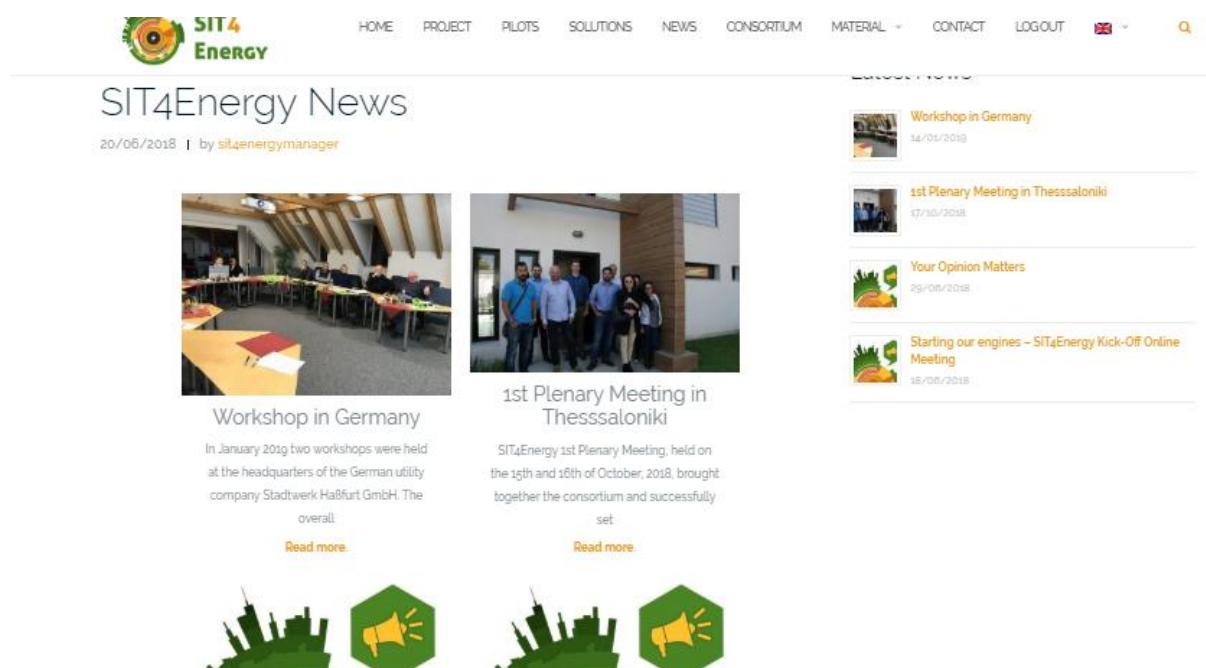 SIT4
Energy
HOME PROJECT PILOTS SOLUTIONS NEWS CONSORTIUM MATERIAL CONTACT LOGOUT
SIT4Energy News
20/06/2018 | by sit4energymanager
Workshop in Germany
In January 2019 two workshops were held
at the headquarters of the German utility
company Stadtwerk Haßfurt GmbH. The
overall
Read more.
1st Plenary Meeting in
Thesssaloniki
SIT4Energy 1st Plenary Meeting, held on
the 15th and 16th of October, 2018, brought
together the consortium and successfully
set
Read more.
Latest News
Workshop in Germany
14/01/2019
1st Plenary Meeting in Thesssaloniki
17/10/2018
Your Opinion Matters
29/06/2018
Starting our engines – SIT4Energy Kick-Off Online
Meeting
18/06/2018